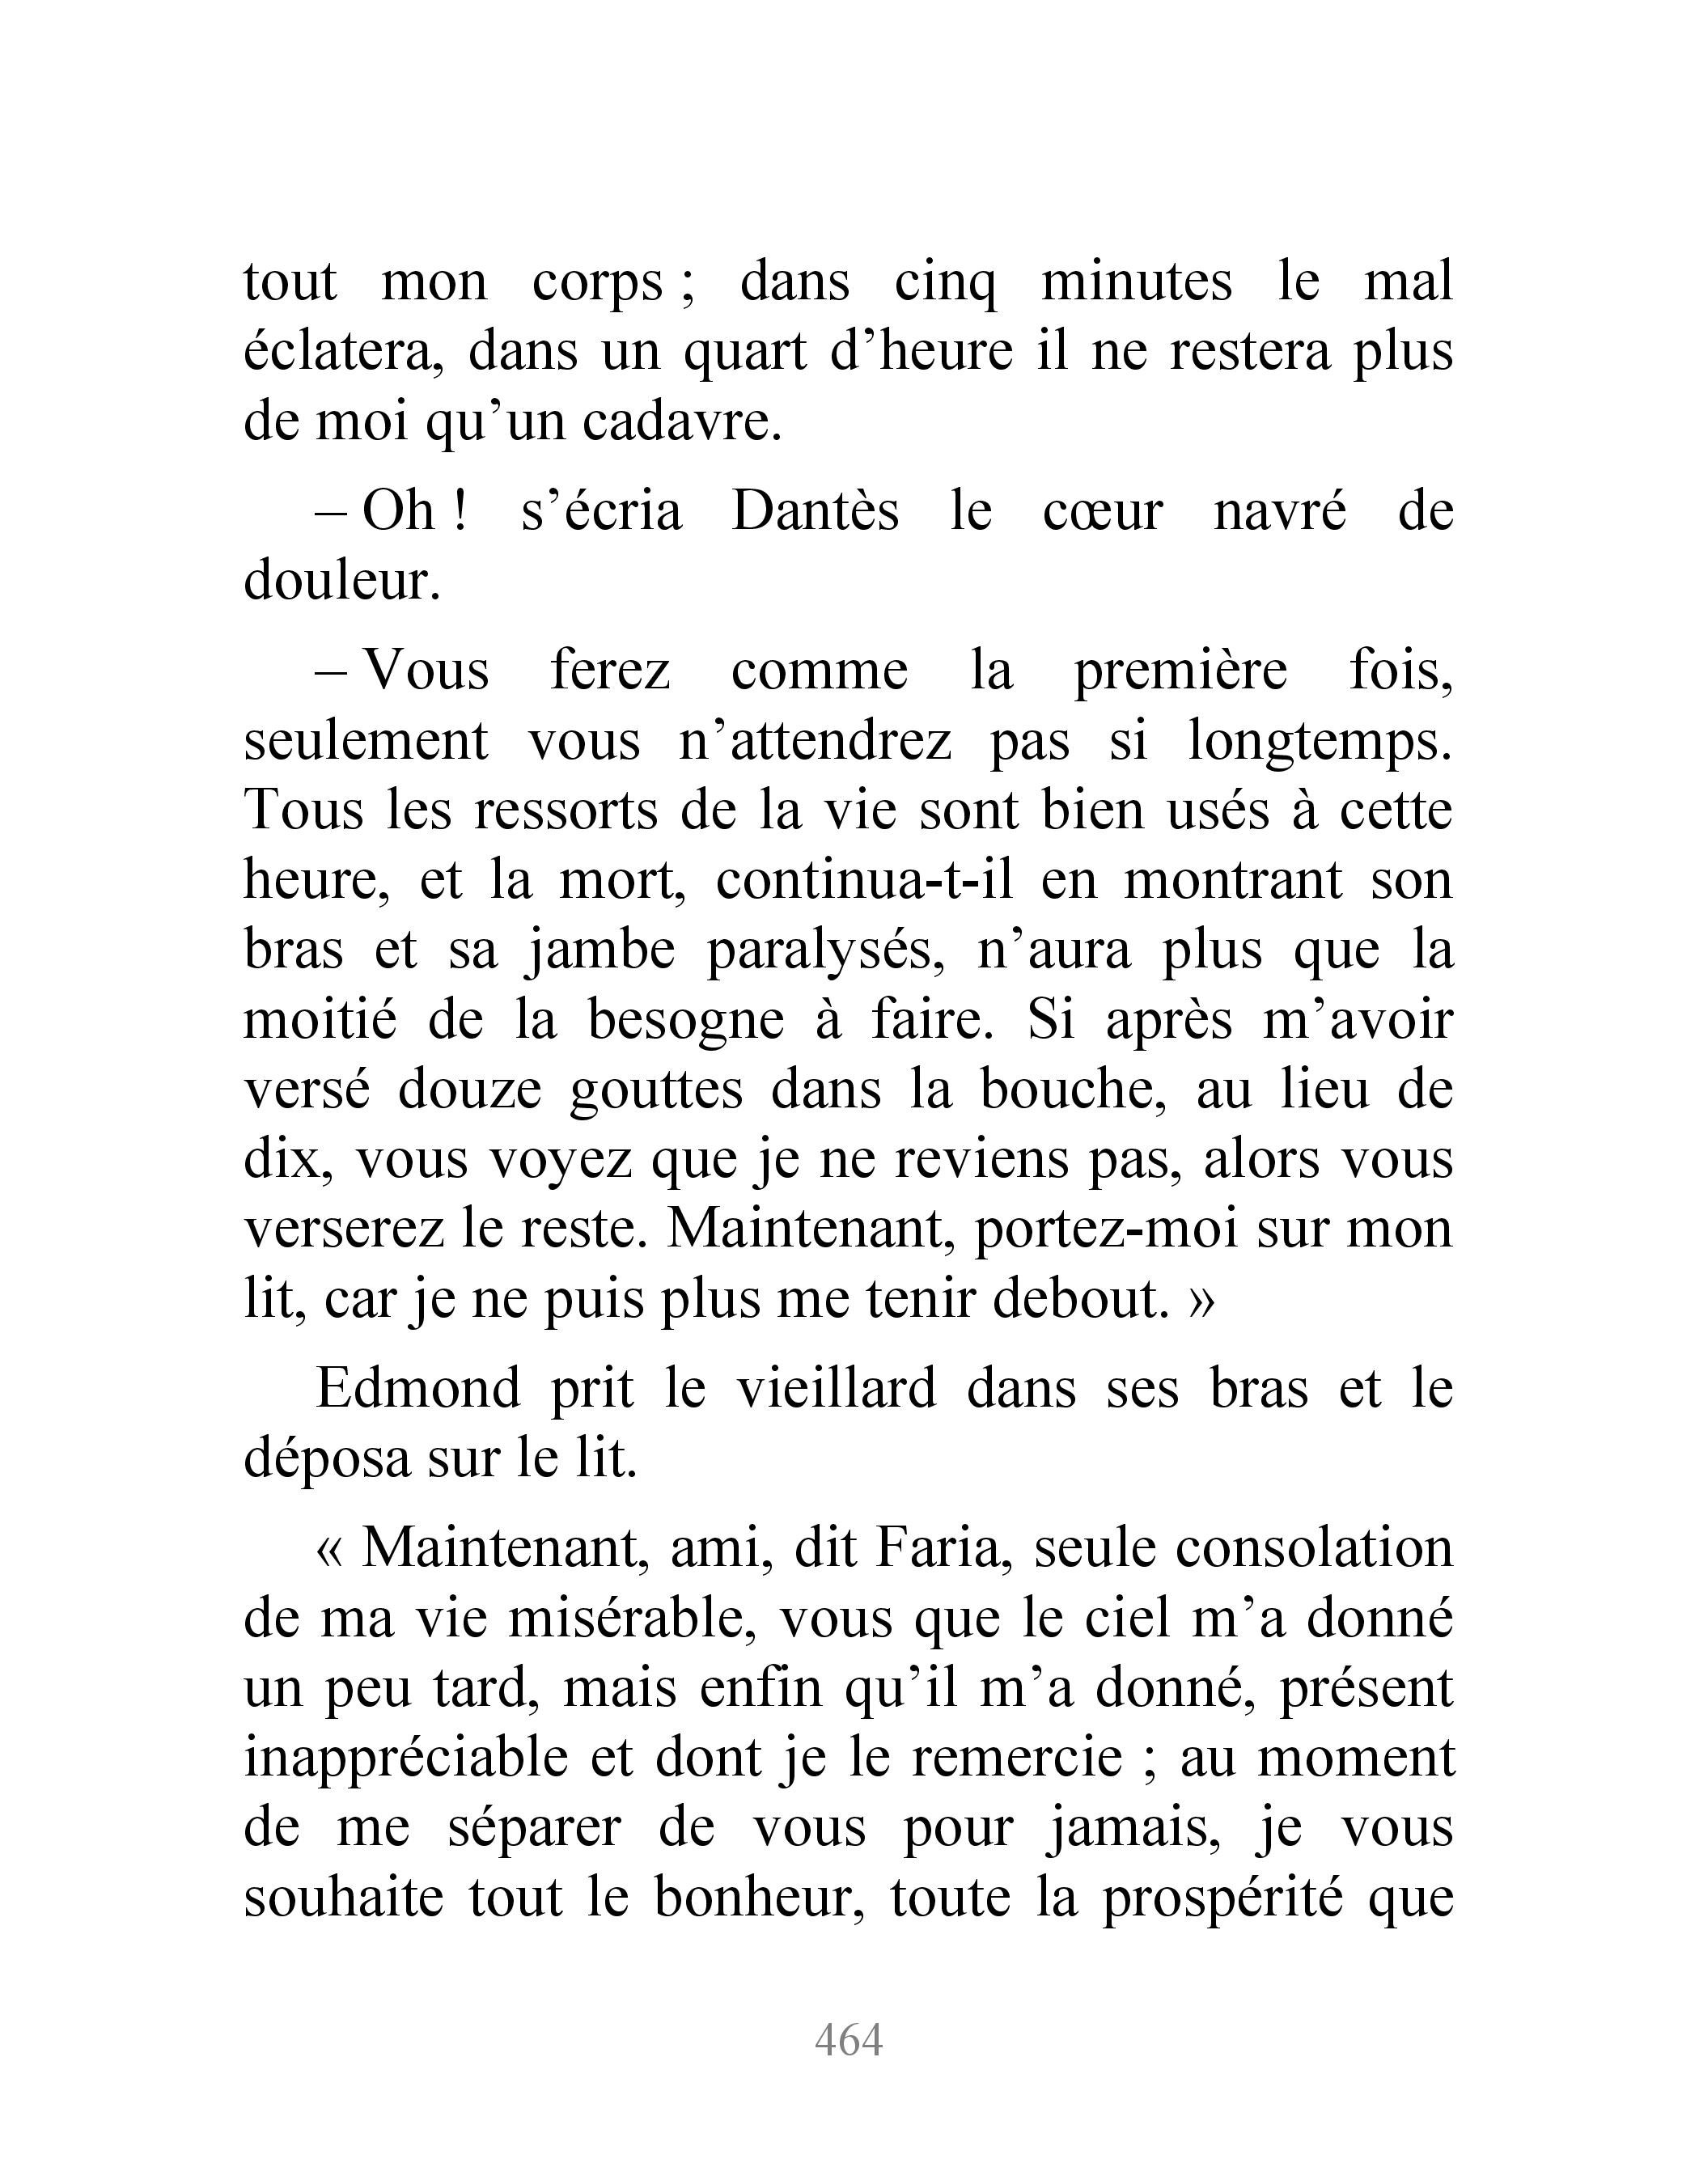 tout mon corps ; dans cinq minutes le mal
éclatera, dans un quart d’heure il ne restera plus
de moi qu’un cadavre.
– Oh ! s’écria Dantès le cœur navré de
douleur.
– Vous ferez comme la première fois,
seulement vous n’attendrez pas si longtemps.
Tous les ressorts de la vie sont bien usés à cette
heure, et la mort, continua-t-il en montrant son
bras et sa jambe paralysés, n’aura plus que la
moitié de la besogne à faire. Si après m’avoir
versé douze gouttes dans la bouche, au lieu de
dix, vous voyez que je ne reviens pas, alors vous
verserez le reste. Maintenant, portez-moi sur mon
lit, car je ne puis plus me tenir debout. »
Edmond prit le vieillard dans ses bras et le
déposa sur le lit.
« Maintenant, ami, dit Faria, seule consolation
de ma vie misérable, vous que le ciel m’a donné
un peu tard, mais enfin qu’il m’a donné, présent
inappréciable et dont je le remercie ; au moment
de me séparer de vous pour jamais, je vous
souhaite tout le bonheur, toute la prospérité que
464